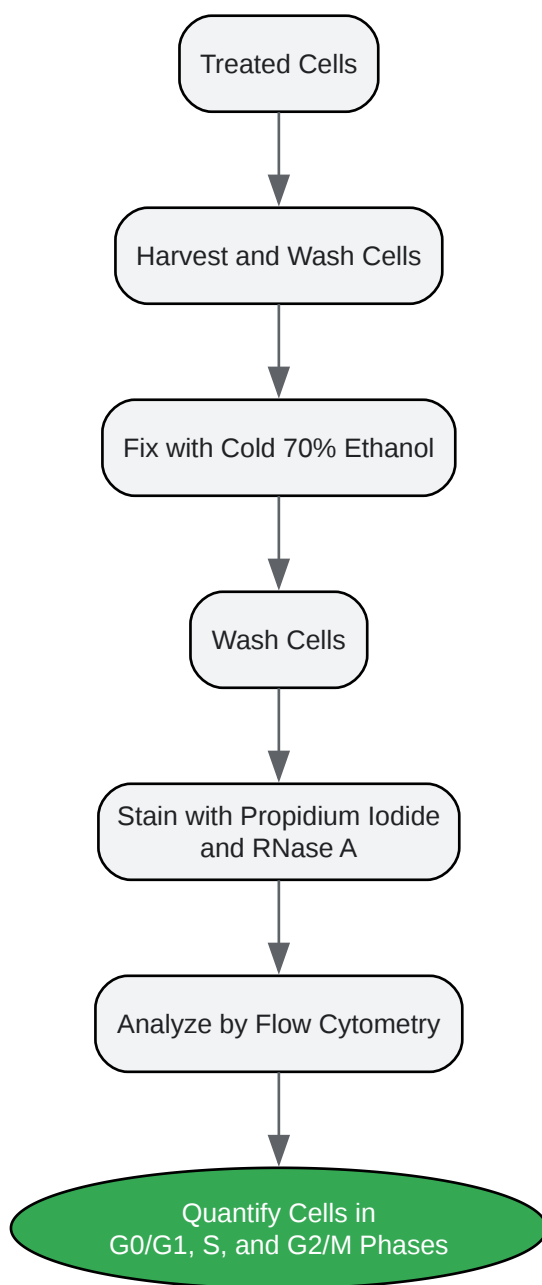 Treated Cells
Harvest and Wash Cells
Fix with Cold 70% Ethanol
Wash Cells
Stain with Propidium Iodide
and RNase A
Analyze by Flow Cytometry
Quantify Cells in
G0/G1, S, and G2/M Phases